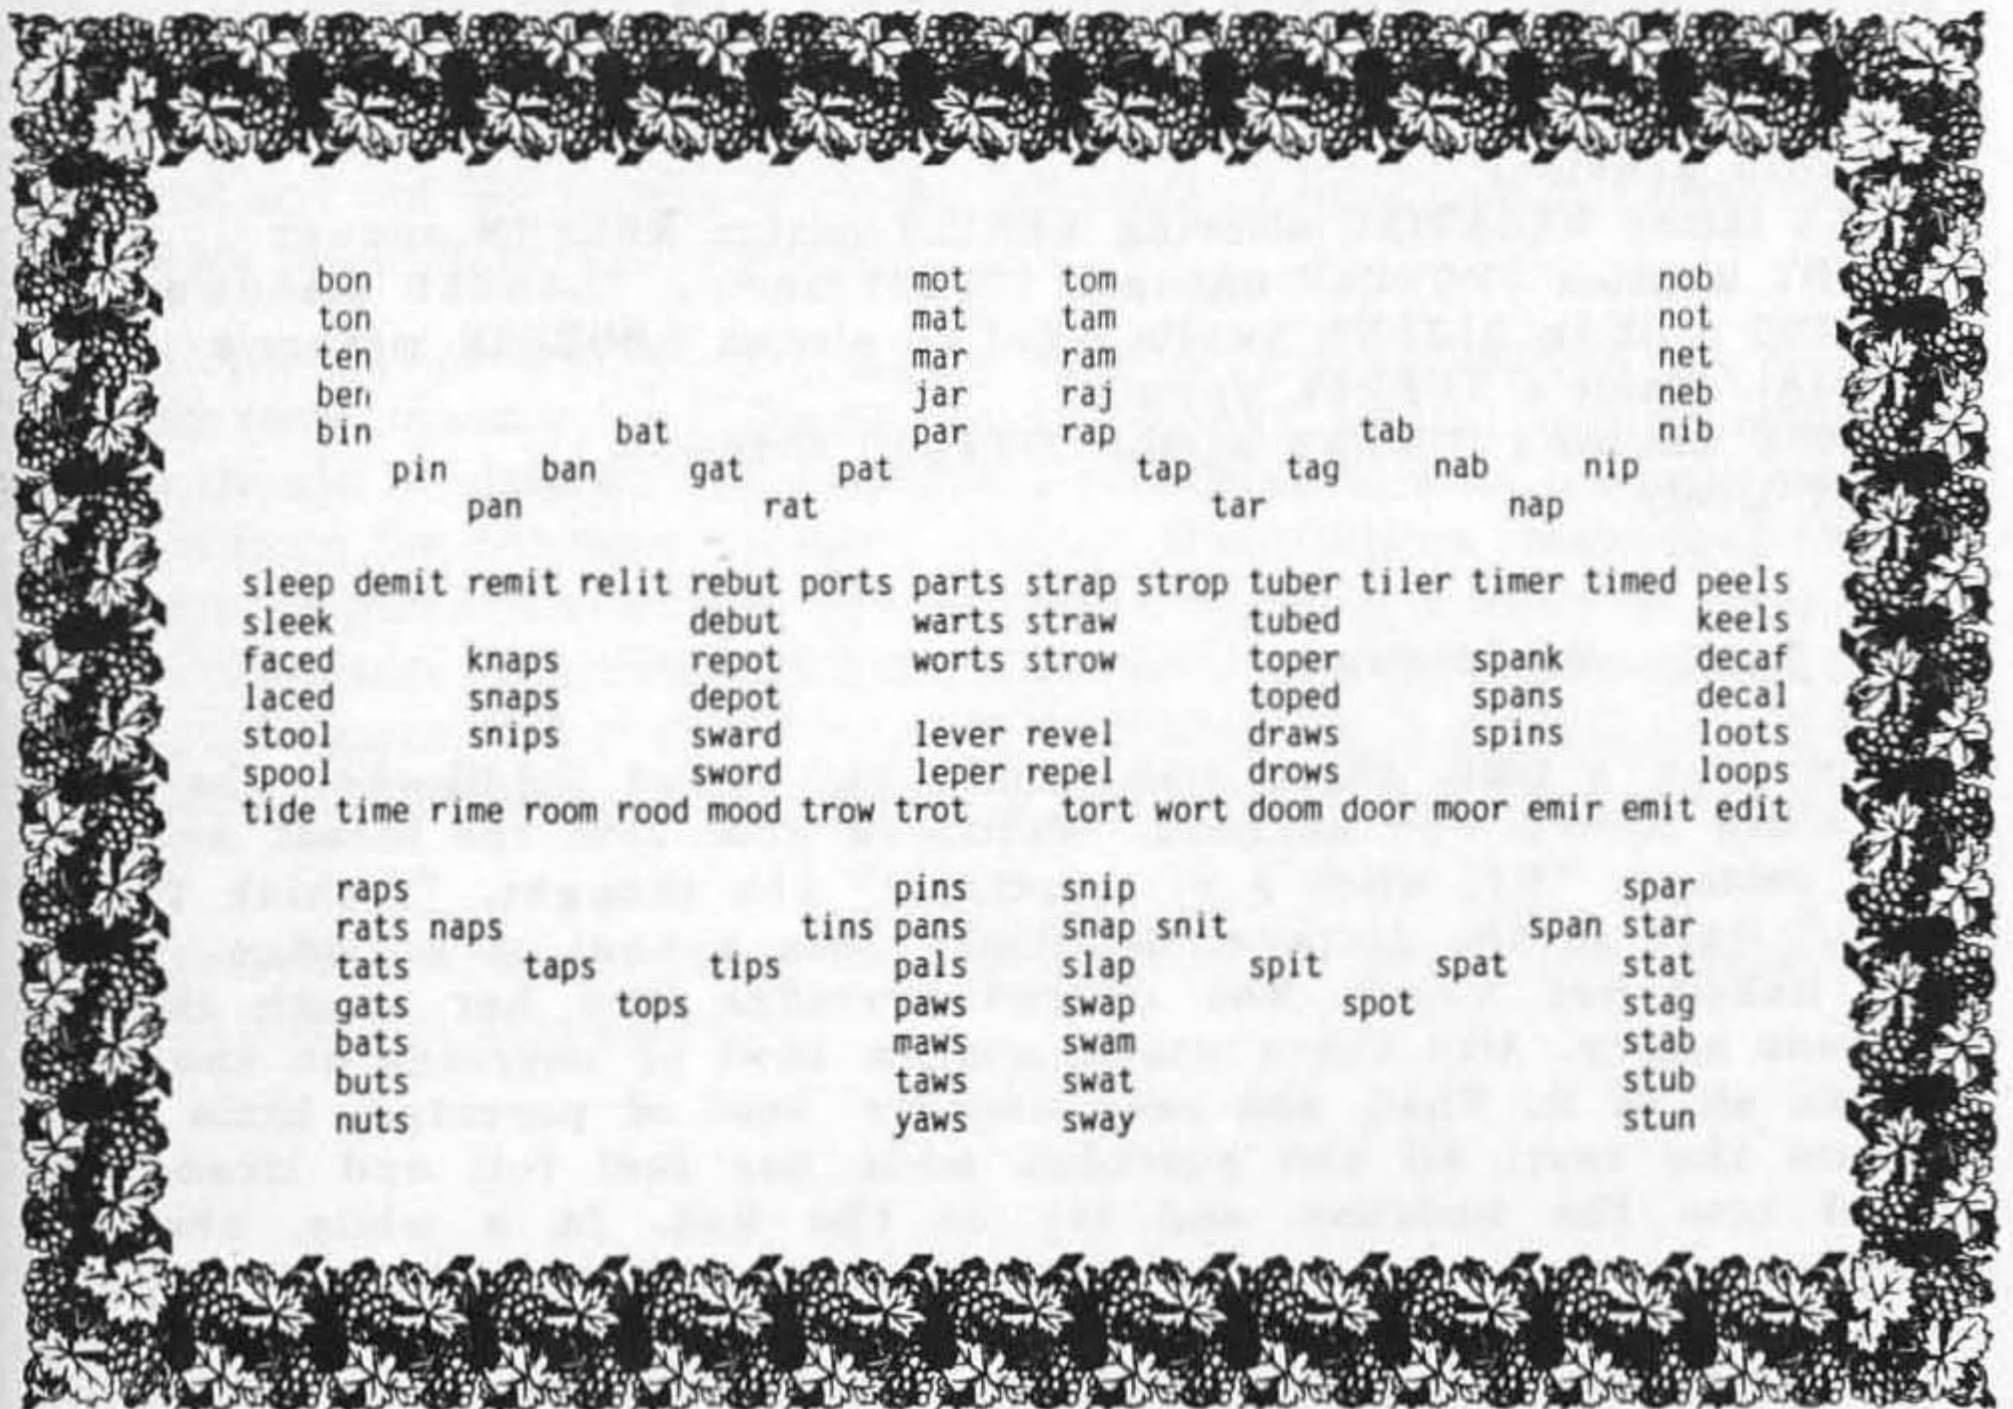 bon mot tom nob
ton mat tam not
ten mar ram net
ben jar raj neb
bin bat par rap tab nib
pin ban gat pat tap tag nab nip
pan rat tar nap
sleep demit remit relit rebut ports parts strap strop tuber tiler timer timed peels
sleek debut warts straw tubed keels
faced knaps repot worts strow toper spank decaf
laced snaps depot toped spans decal
stool snips sward lever revel draws spins loots
spool sword leper repel drows loops
tide time rime room rood mood trow trot tort wort doom door moor emir emit edit
raps pins snip spar
rats naps tins pans snap snit span star
tats taps tips pals slap spit spat stat
gats tops paws swap spot stag
bats maws swam stab
buts taws swat stub
nuts yaws sway stun